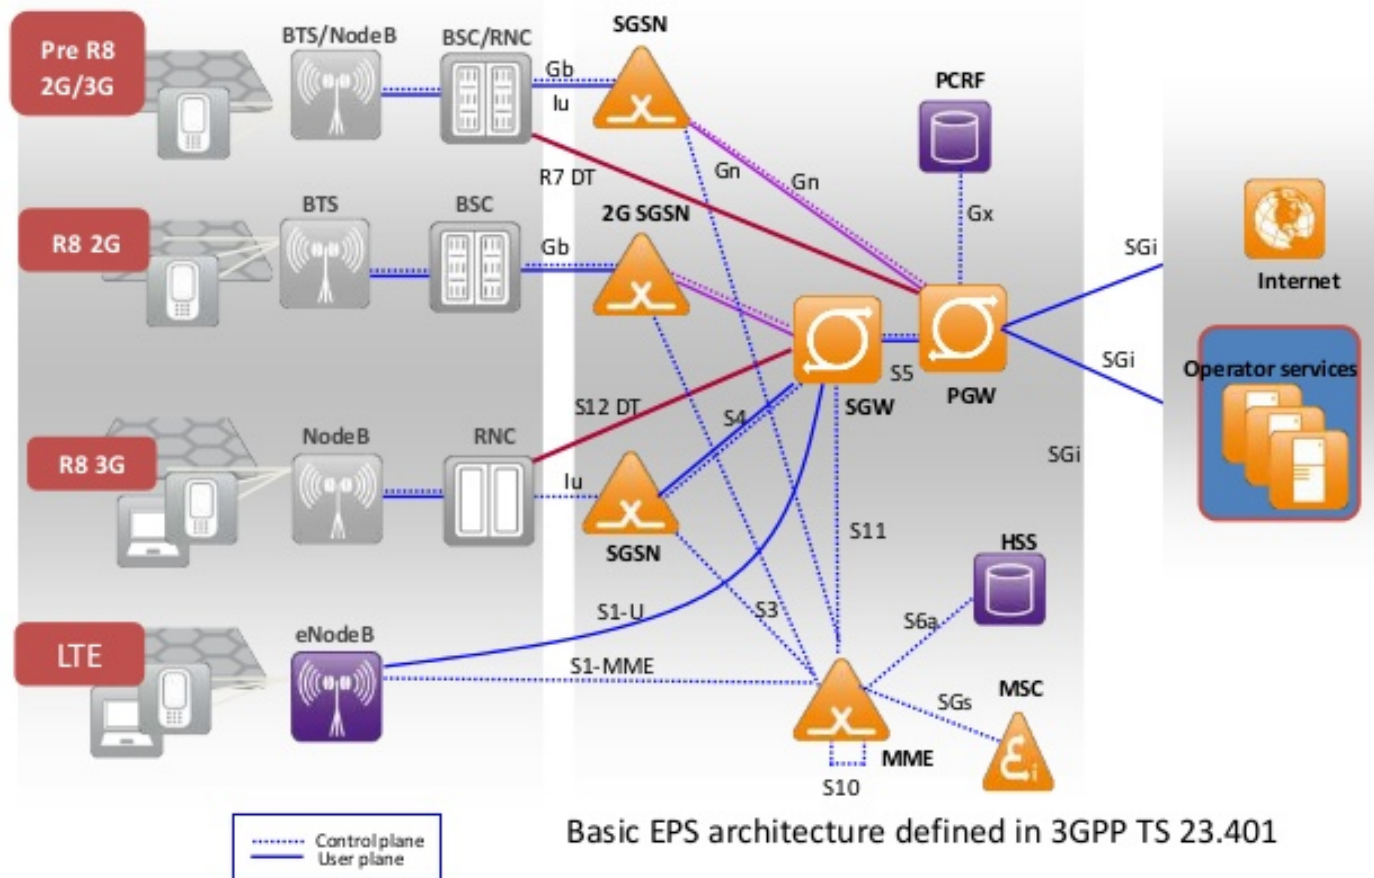 Pre R8
2G/3G
BTS/NodeB
BSC/RNC
Gb
Iu
SGSN
PCRF
R7 DT
Gn
Gn
Gx
R8 2G
BTS
BSC
Gb
2G SGSN
SGi
Internet
SGi
Operator services
S5
SGW
PGW
S12 DT
S4
SGi
R8 3G
NodeB
RNC
Iu
SGSN
S11
HSS
LTE
eNodeB
S1-U
S3
S6a
S1-MME
SGs
MSC
MME
S10
Control plane
User plane
Basic EPS architecture defined in 3GPP TS 23.401